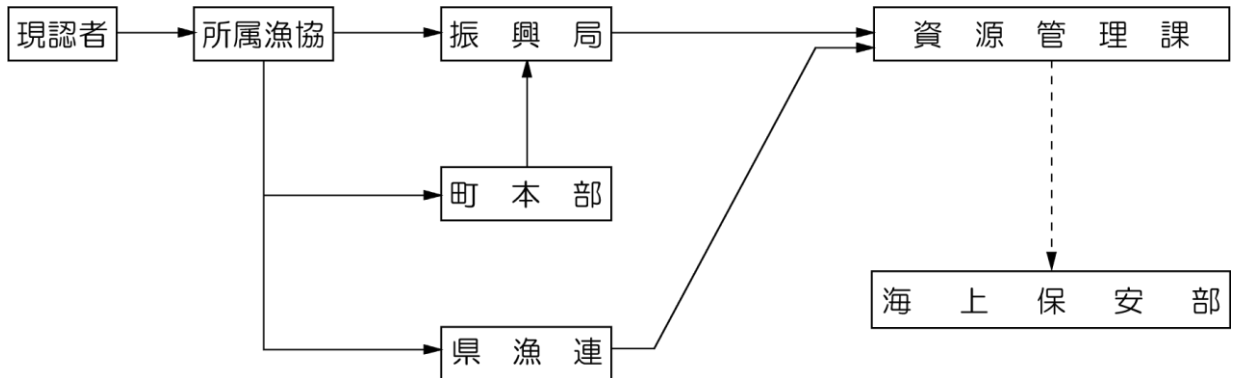 現認者
所属漁協
振興局
資源管理課
町本部
海上保安部
県漁連